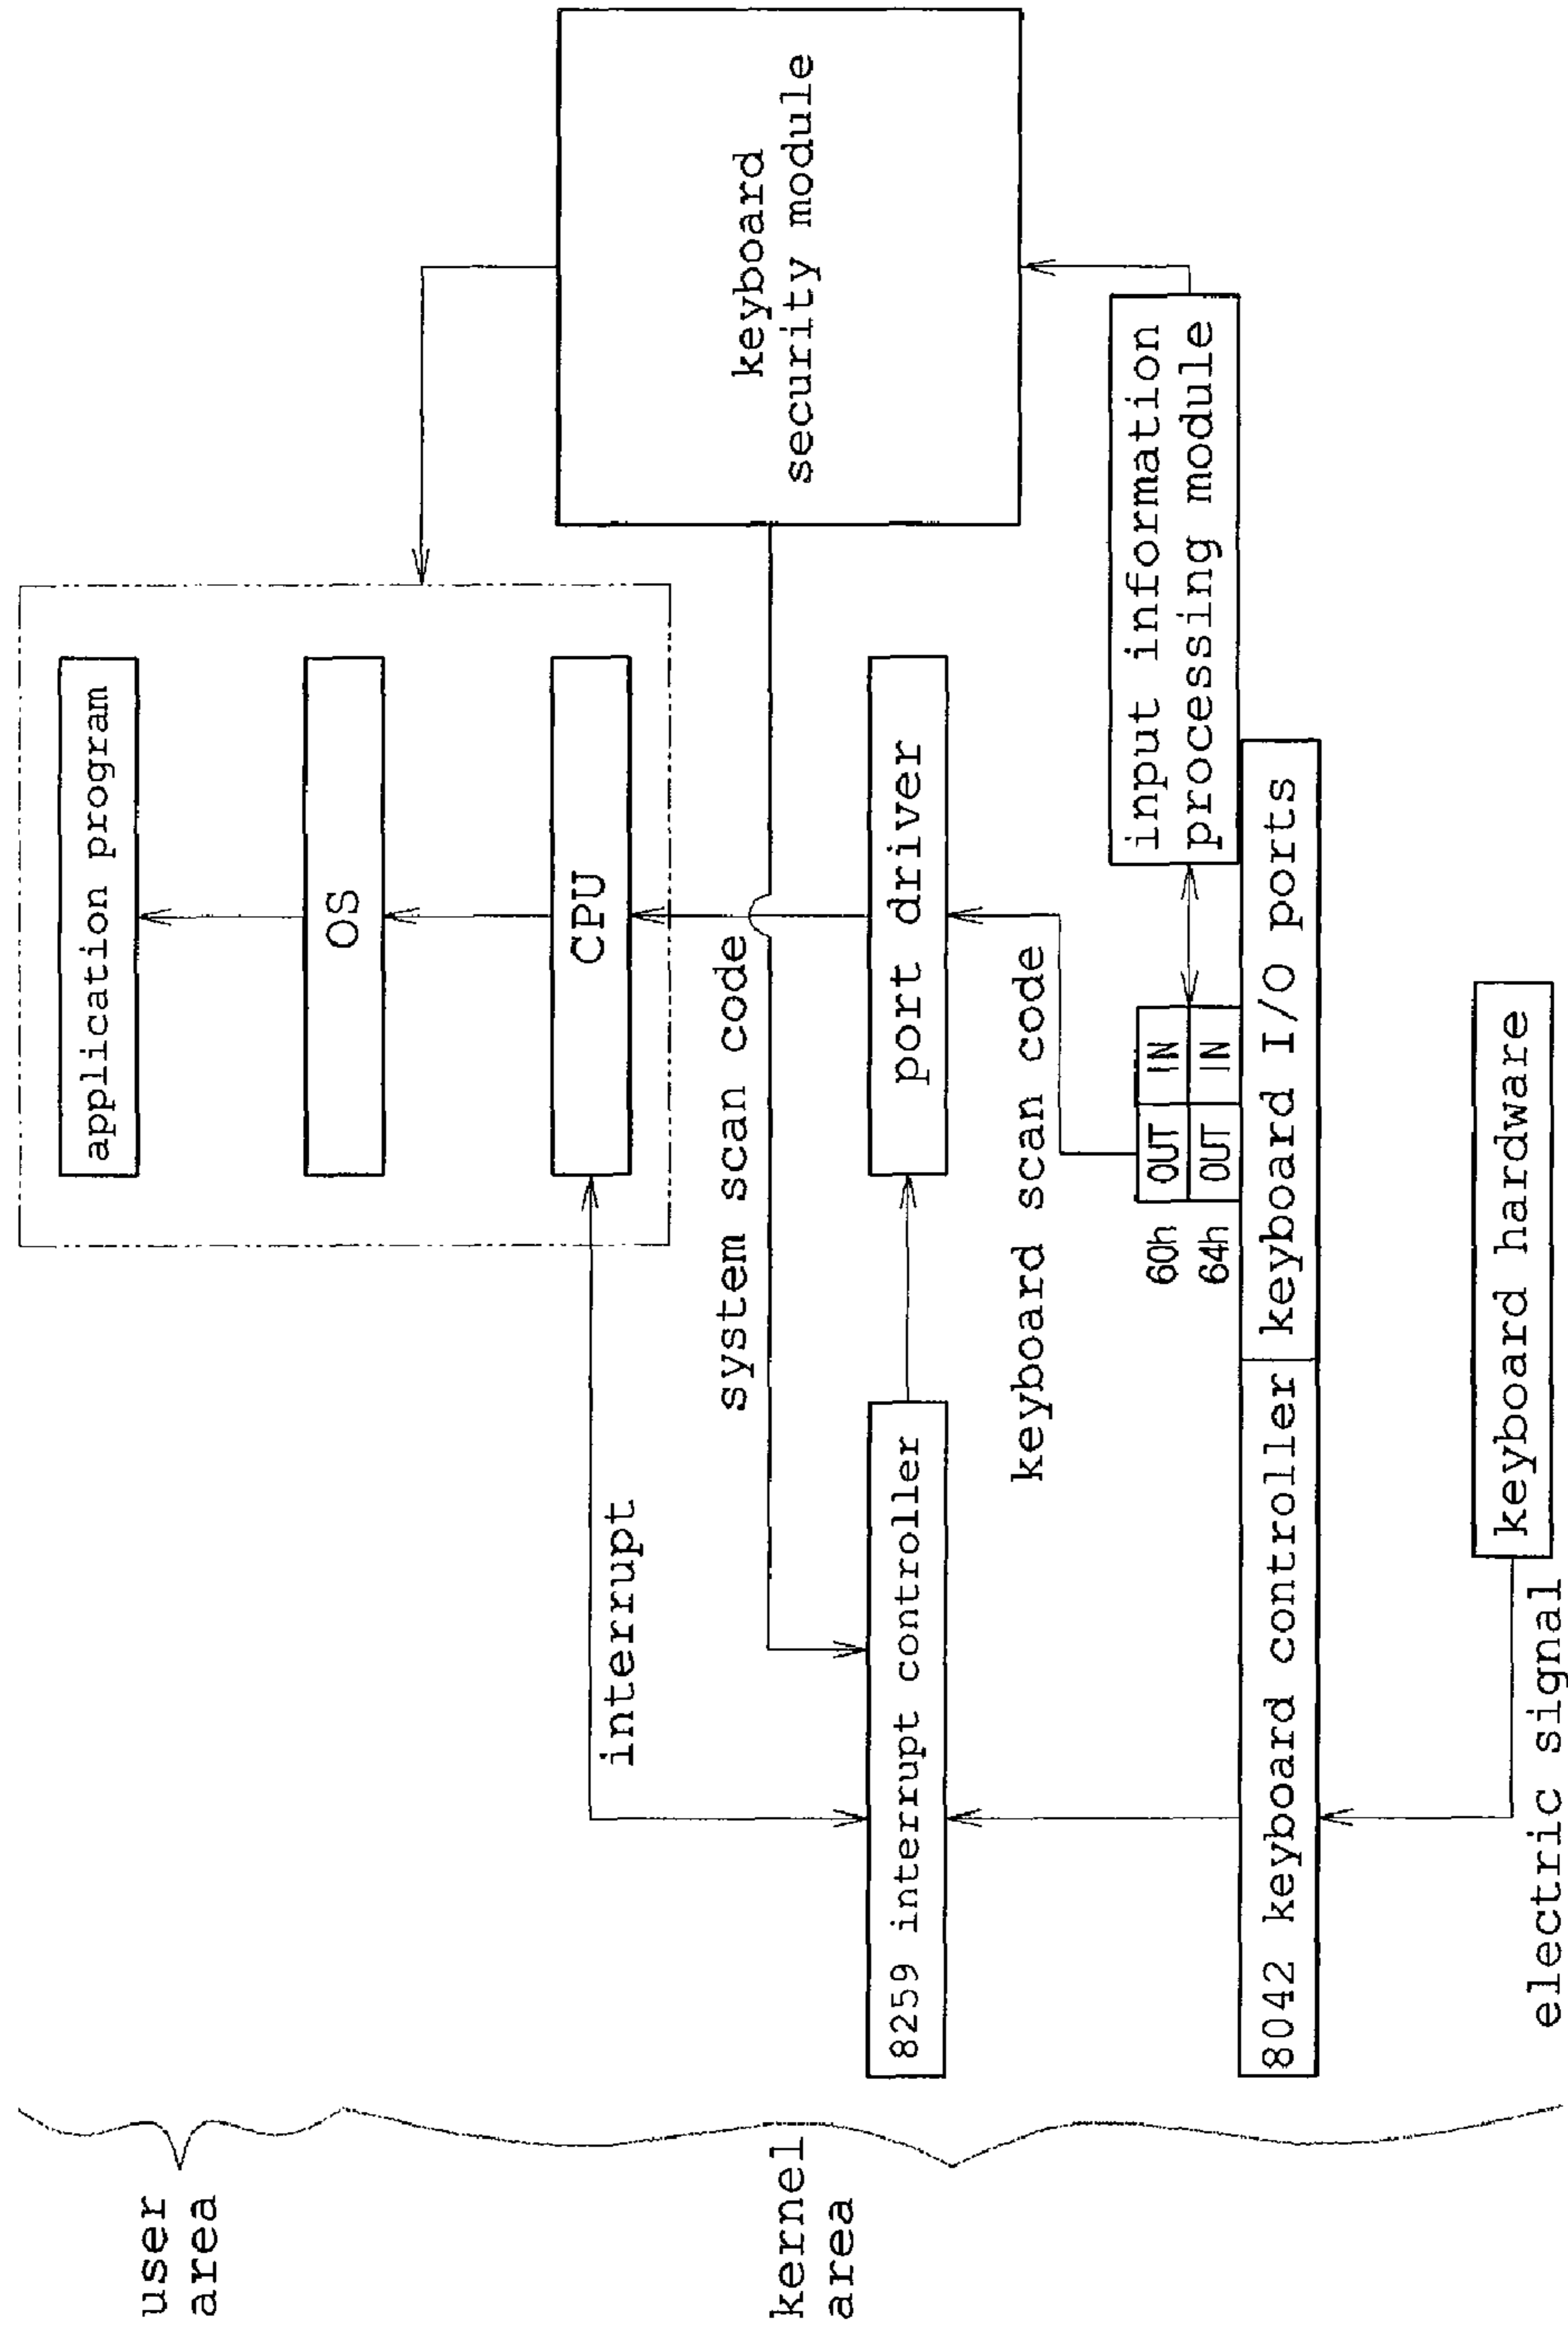 user
area
kernel
area
application program
OS
CPU
interrupt
system scan code
keyboard
security module
8259 interrupt controller
port driver
keyboard scan code
60h OUT IN
64h OUT IN
input information
processing module
8042 keyboard controller
keyboard I/O ports
keyboard hardware
electric signal